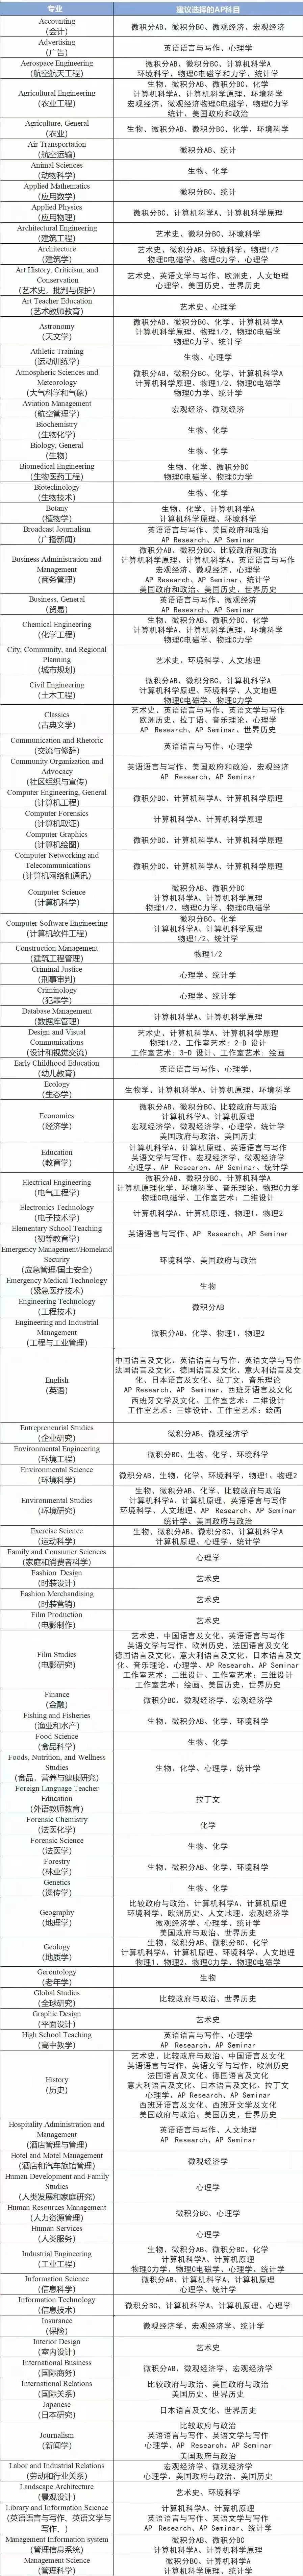 专业
建议选择的AP科目
Accounting
（会计）
微积分AB、微积分BC、微观经济、宏观经济
Advertising
（广告）
英语语言与写作、心理学
Aerospace Engineering
（航空航天工程）
微积分AB、微积分BC、计算机科学A
环境科学、物理C电磁学和力学、统计学
Agricultural Engineering
（农业工程）
生物、微积分AB、微积分BC、化学
计算机科学A、计算机科学原理、环境科学
宏观经济、微观经济物理C电磁学、物理C力学
统计、美国政府和政治
Agriculture, General
（农业）
生物、微积分AB、微积分BC、化学、环境科学
Air Transportation
（航空运输）
微积分AB、统计
Animal Sciences
（动物科学）
生物、化学
Applied Mathematics
（应用数学）
微积分BC、统计
Applied Physics
（应用物理）
微积分BC、计算机科学A、计算机科学原理
Architectural Engineering
（建筑工程）
艺术史、微积分BC、环境科学
Architecture
（建筑学）
艺术史、微积分AB、环境科学、物理1/2
物理C电磁学、物理C力学、心理学
Art History, Criticism, and
Conservation
（艺术史，批判与保护）
艺术史、英语文学与写作、欧洲史、人文地理
心理学、美国历史、世界历史
Art Teacher Education
（艺术教师教育）
艺术史、心理学
Astronomy
（天文学）
微积分AB、微积分BC、化学、计算机科学A
计算机科学原理、物理1/2、物理C电磁学
物理C力学、统计学
Athletic Training
（运动训练学）
生物、心理学
Atmospheric Sciences and
Meteorology
（大气科学和气象）
微积分AB、微积分BC、化学、计算机科学A
计算机科学原理、物理1/2、物理C电磁学
物理C力学、统计学
Aviation Management
（航空管理学）
宏观经济、微观经济
Biochemistry
（生物化学）
生物、化学
Biology, General
（生物）
生物、化学
Biomedical Engineering
（生物医药工程）
生物、化学、微积分BC
物理C电磁学、物理C力学
Biotechnology
（生物技术）
生物、化学
Botany
（植物学）
生物、化学、计算机科学A
计算机科学原理、环境科学
Broadcast Journalism
（广播新闻）
英语语言与写作、美国政府和政治
AP Research、AP Seminar
Business Administration and
Management
（商务管理）
微积分AB、微积分BC、比较政府和政治
计算机科学原理、计算机科学A、英语语言与写作
宏观经济、微观经济、心理学
AP Research、AP Seminar、统计学
美国政府和政治、美国历史、世界历史
Business, General
（贸易）
英语语言与写作、微观经济
AP Research、AP Seminar
Chemical Engineering
（化学工程）
生物、微积分AB、微积分BC、化学
计算机科学A、计算机科学原理、环境科学
物理C电磁学、物理C力学
City, Community, and Regional
Planning
（城市规划）
艺术史、环境科学、人文地理
Civil Engineering
（土木工程）
微积分AB、微积分BC、计算机科学A
计算机科学原理、环境科学、人文地理
物理C电磁学、物理C力学
Classics
（古典文学）
艺术史、英语语言与写作、英语文学与写作
欧洲历史、拉丁语、音乐理论、心理学
AP Research、AP Seminar、世界历史
Communication and Rhetoric
（交流与修辞）
英语语言与写作、心理学
Community Organization and
Advocacy
（社区组织与宣传）
英语语言与写作、美国政府和政治、宏观经济
AP Research、AP Seminar
Computer Engineering, General
（计算机工程）
微积分BC、计算机科学A、计算机科学原理
Computer Forensics
（计算机取证）
计算机科学A、计算机科学原理
Computer Graphics
（计算机绘图）
微积分BC、计算机科学A、计算机科学原理
Computer Networking and
Telecommunications
（计算机网络和通讯）
微积分BC、计算机科学A、计算机科学原理
Computer Science
（计算机科学）
微积分AB、微积分BC
计算机科学A、计算机科学原理
物理1/2、物理C力学、物理C电磁学
Computer Software Engineering
（计算机软件工程）
微积分BC、化学
计算机科学A、计算机科学原理
物理1/2、统计学
Construction Management
（建筑工程管理）
物理1/2
Criminal Justice
（刑事审判）
心理学、统计学
Criminology
（犯罪学）
心理学、统计学
Database Management
（数据库管理）
计算机科学A、计算机科学原理
Design and Visual
Communications
（设计和视觉交流）
艺术史、计算机科学A、计算机科学原理
物理1/2、工作室艺术：2-D 设计
工作室艺术：3-D 设计、工作室艺术：绘画
Early Childhood Education
（幼儿教育）
英语语言与写作、心理学、
Ecology
（生态学）
生物学、计算机科学A、计算机原理、环境科学
Economics
（经济学）
微积分AB、微积分BC、比较政府与政治
计算机科学A、计算机原理
宏观经济学、微观经济学、心理学、统计学
美国政府与政治、美国历史
Education
（教育学）
计算机科学A、计算机原理、英语语言与写作
英语文学与写作、宏观经济学、微观经济学
心理学、AP Research、AP Seminar、统计学
Electrical Engineering
（电气工程学）
微积分AB、微积分BC、计算机科学A
计算机原理化学、环境科学、音乐理论、物理C力学
物理C电磁学、工作室艺术：二维设计
Electronics Technology
（电子技术学）
计算机科学A、计算机原理、物理1、物理2
Elementary School Teaching
（初等教育学）
英语语言与写作、AP Research、AP Seminar
Emergency Management/Homeland
Security
（应急管理/国土安全）
环境科学、美国政府与政治
Emergency Medical Technology
（紧急医疗技术）
生物
Engineering Technology
（工程技术）
微积分AB
Engineering and Industrial
Management
（工程与工业管理）
微积分AB、化学、物理1、物理2
English
（英语）
中国语言及文化、英语语言与写作、英语文学与写作
法国语言及文化、德国语言及文化、意大利语言及文
化、日本语言及文化、拉丁文、音乐理论
AP Research、AP Seminar、西班牙语言及文化
西班牙文学及文化、工作室艺术：二维设计
工作室艺术：三维设计、工作室艺术：绘画
Entrepreneurial Studies
（企业研究）
微积分AB、微观经济学
Environmental Engineering
（环境工程）
微积分BC、生物、化学、环境科学
Environmental Science
（环境科学）
微积分AB、生物、化学、环境科学、物理1、物理2
Environmental Studies
（环境研究）
生物、微积分AB、化学、比较政府与政治
计算机科学A、计算机原理、英语语言与写作
环境科学、人文地理、AP Research、AP Seminar
统计学、美国政府与政治
Exercise Science
（运动科学）
生物、微积分AB、微积分BC、计算机科学A
计算机原理、心理学、统计学
Family and Consumer Sciences
（家庭和消费者科学）
心理学
Fashion Design
（时装设计）
艺术史
Fashion Merchandising
（时装营销）
艺术史
Film Production
（电影制作）
艺术史
Film Studies
（电影研究）
艺术史、中国语言及文化、英语语言与写作
英语文学与写作、欧洲历史、法国语言及文化
德国语言及文化、意大利语言及文化、日本语言及文
化、音乐理论、心理学、AP Research、AP Seminar
工作室艺术：二维设计、工作室艺术：三维设计
工作室艺术：绘画、美国历史、世界历史
Finance
（金融）
微积分BC、微观经济学、宏观经济学
Fishing and Fisheries
（渔业和水产）
生物、微积分AB、化学、环境科学
Food Science
（食品科学）
生物、化学
Foods, Nutrition, and Wellness
Studies
（食品，营养与健康研究）
生物、化学、心理学、统计学
Foreign Language Teacher
Education
（外语教师教育）
拉丁文
Forensic Chemistry
（法医化学）
化学
Forensic Science
（法医学）
生物、化学
Forestry
（林业学）
生物、微积分AB、化学、环境科学
Genetics
（遗传学）
生物、化学
Geography
（地理学）
比较政府与政治、计算机科学A、计算机原理
环境科学、欧洲历史、人文地理、宏观经济学
微观经济学、心理学、统计学
美国政府与政治、世界历史
Geology
（地质学）
生物、微积分AB、微积分BC、化学
计算机科学A、计算机原理、环境科学、人文地理
物理1、物理2、物理C力学、物理C电磁学
Gerontology
（老年学）
生物
Global Studies
（全球研究）
比较政府与政治、世界历史
Graphic Design
（平面设计）
艺术史
High School Teaching
（高中教学）
英语语言与写作、心理学
AP Research、AP Seminar
History
（历史）
艺术史、比较政府与政治、中国语言及文化
英语语言与写作、英语文学与写作、欧洲历史
法国语言及文化、德国语言及文化
意大利语言及文化、日本语言及文化、拉丁文
心理学、AP Research、AP Seminar
西班牙语言及文化、西班牙文学及文化
美国政府与政治、美国历史、世界历史
Hospitality Administration and
Management
（酒店管理与管理）
英语语言与写作、人文地理
AP Research、AP Seminar
Hotel and Motel Management
（酒店和汽车旅馆管理）
微观经济学
Human Development and Family
Studies
（人类发展和家庭研究）
心理学
Human Resources Management
（人力资源管理）
微积分BC、心理学
Human Services
（人类服务）
心理学
Industrial Engineering
（工业工程）
生物、微积分AB、微积分BC、化学
计算机科学A、计算机原理
物理C力学、物理C电磁学、心理学、统计学
Information Science
（信息科学）
微积分AB、计算机科学A、计算机原理
心理学、统计学
Information Technology
（信息技术）
微积分BC、计算机科学A、计算机原理、心理学
Insurance
（保险）
微观经济学、宏观经济学、统计学
Interior Design
（室内设计）
艺术史
International Business
（国际商务）
微积分AB、微观经济学、宏观经济学
International Relations
（国际关系）
比较政府与政治、美国政府与政治
美国历史、世界历史
Japanese
（日本研究）
日本语言及文化、世界历史
Journalism
（新闻学）
比较政府与政治
英语语言与写作、英语文学与写作
心理学、AP Research、AP Seminar
美国政府与政治
Labor and Industrial Relations
（劳动和行业关系）
宏观经济学、微观经济学
心理学、美国政府与政治、美国历史
Landscape Architecture
（景观设计）
艺术史、环境科学
Library and Information Science
（英语语言与写作、英语文学与
写作、）
计算机科学A、计算机原理
英语语言与写作、英语文学与写作
AP Research、AP Seminar
Management Information system
（管理信息系统）
微积分AB、微积分BC
计算机科学A、计算机科学原理
Management Science
（管理科学）
微积分BC、计算机科学A
计算机科学原理、统计学